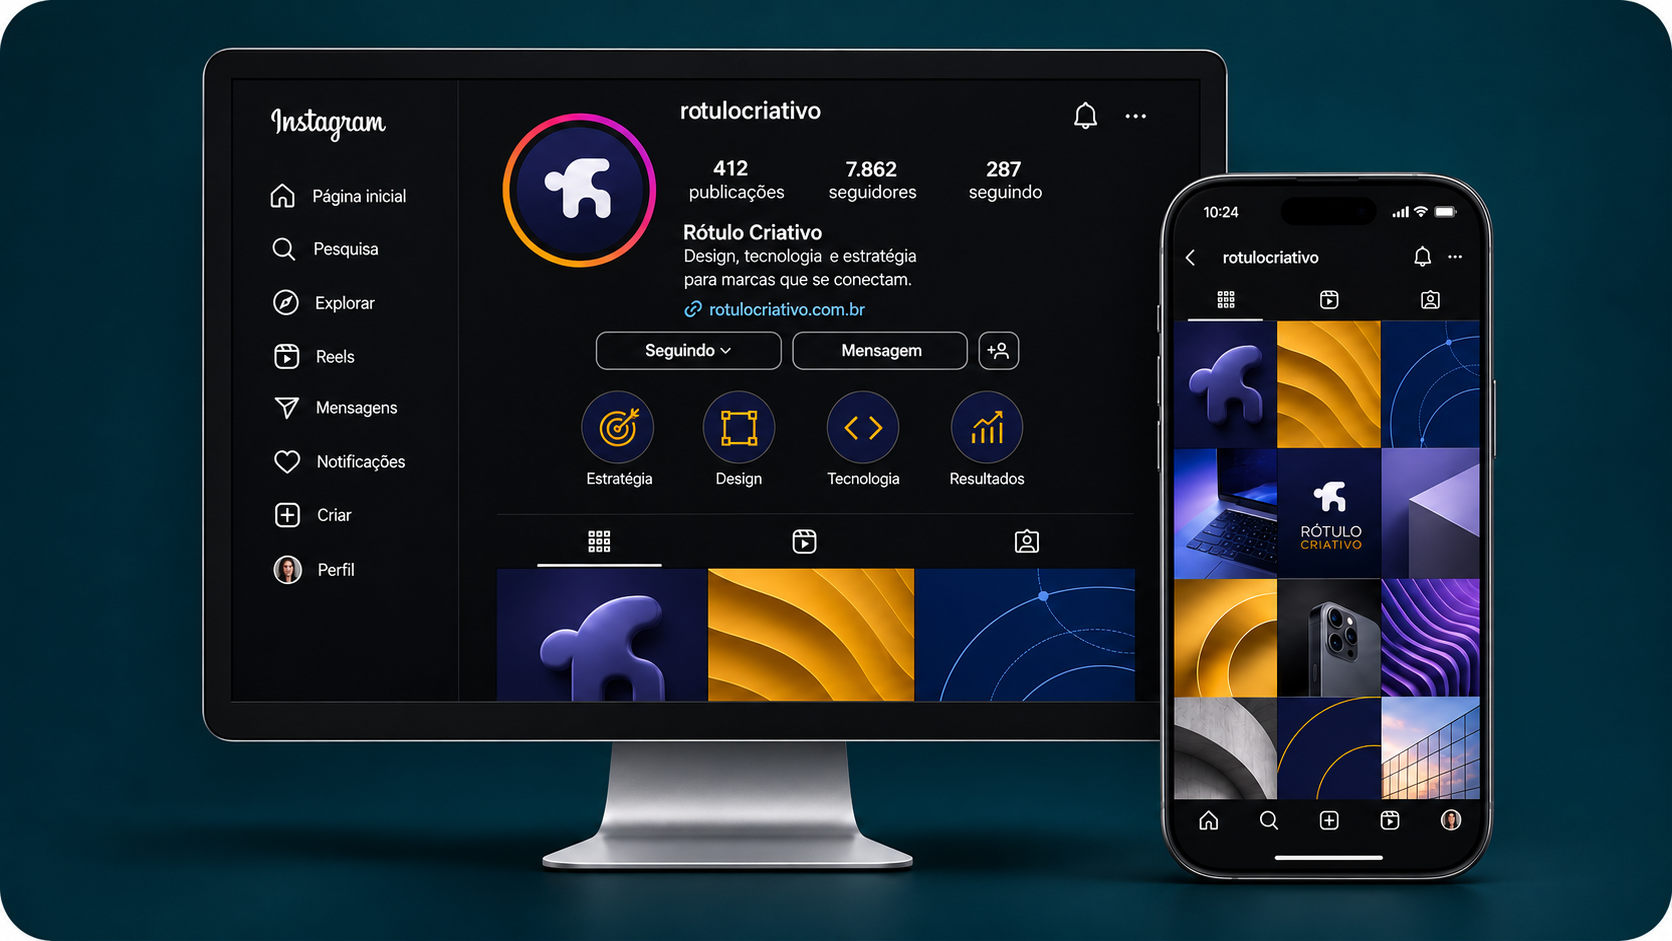 Instagram
Página inicial
Pesquisa
Explorar
Reels
Mensagens
Notificações
Criar
Perfil
rotulocriativo
412
publicações
7.862
seguidores
287
seguindo
Rótulo Criativo
Design, tecnologia e estratégia
para marcas que se conectam.
rotulocriativo.com.br
Seguindo
Mensagem
Estratégia
Design
Tecnologia
Resultados
10:24
rotulocriativo
RÓTULO
CRIATIVO